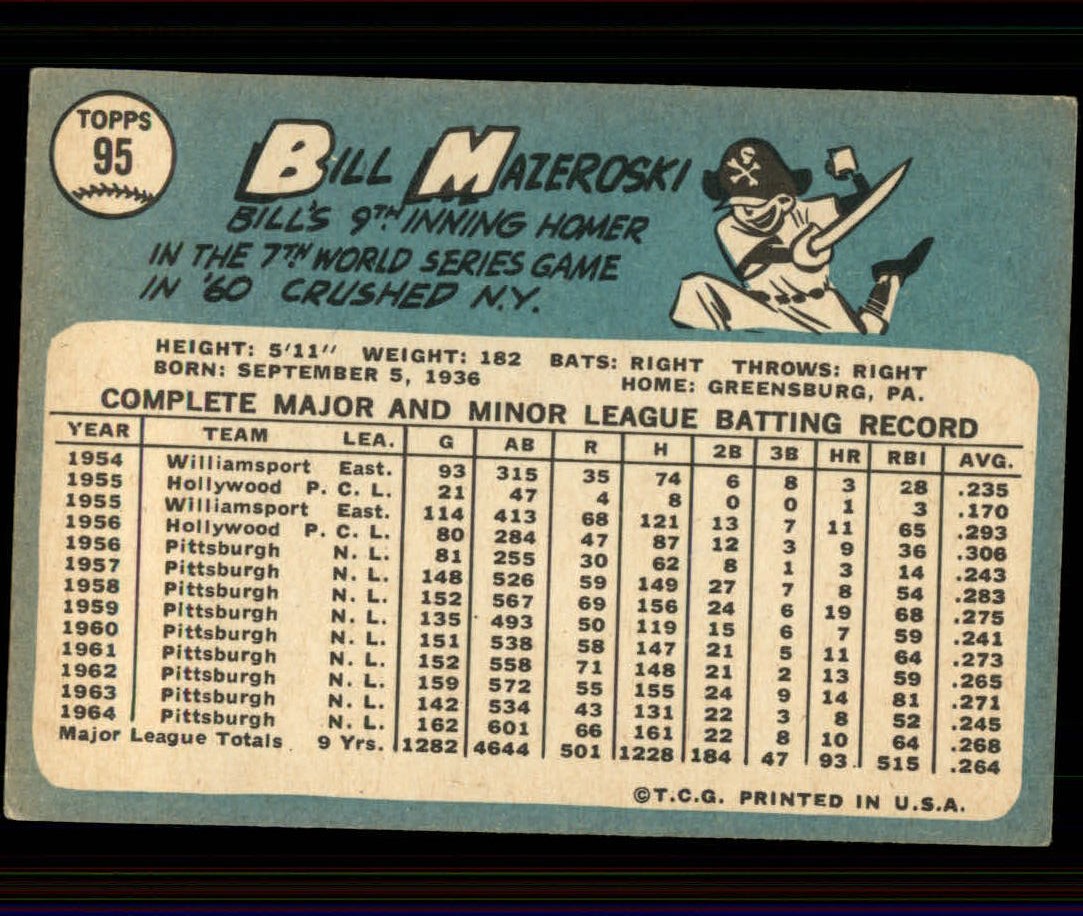 TOPPS
95
BILL MAZEROSKI
BILL'S 9TH INNING HOMER
IN THE 7TH WORLD SERIES GAME
IN '60 CRUSHED N.Y.
HEIGHT: 5'11" WEIGHT: 182 BATS: RIGHT THROWS: RIGHT
BORN: SEPTEMBER 5, 1936 HOME: GREENSBURG, PA.
COMPLETE MAJOR AND MINOR LEAGUE BATTING RECORD
YEAR TEAM LEA. G AB R H 2B 3B HR RBI AVG.
1954 Williamsport East. 93 315 35 74 6 8 3 28 .235
1955 Hollywood P. C. L. 21 47 4 8 0 0 1 3 .170
1955 Williamsport East. 114 413 68 121 13 7 11 65 .293
1956 Hollywood P. C. L. 80 284 47 87 12 3 9 36 .306
1956 Pittsburgh N. L. 81 255 30 62 8 1 3 14 .243
1957 Pittsburgh N. L. 148 526 59 149 27 7 8 54 .283
1958 Pittsburgh N. L. 152 567 69 156 24 6 19 68 .275
1959 Pittsburgh N. L. 135 493 50 119 15 6 7 59 .241
1960 Pittsburgh N. L. 151 538 58 147 21 5 11 64 .273
1961 Pittsburgh N. L. 152 558 71 148 21 2 13 59 .265
1962 Pittsburgh N. L. 159 572 55 155 24 9 14 81 .271
1963 Pittsburgh N. L. 142 534 43 131 22 3 8 52 .245
1964 Pittsburgh N. L. 162 601 66 161 22 8 10 64 .268
Major League Totals 9 Yrs. 1282 4644 501 1228 184 47 93 515 .264
©T.C.G. PRINTED IN U.S.A.